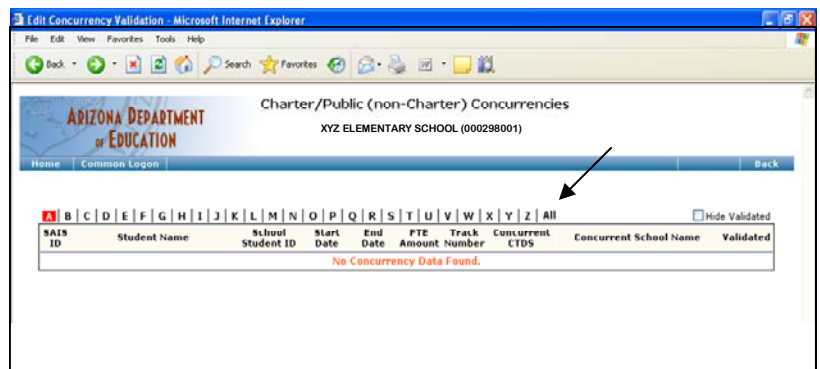 Edit Concurrency Validation - Microsoft Internet Explorer
File Edit View Favorites Tools Help
Back Search Favorites
Charter/Public (non-Charter) Concurrencies
ARIZONA DEPARTMENT
OF EDUCATION
XYZ ELEMENTARY SCHOOL (000298001)
Home Common Logon Back
A | B | C | D | E | F | G | H | I | J | K | L | M | N | O | P | Q | R | S | T | U | V | W | X | Y | Z | All Hide Validated
SAIS ID Student Name School Student ID Start Date End Date FTE Amount Track Number Concurrent CTDS Concurrent School Name Validated
No Concurrency Data Found.